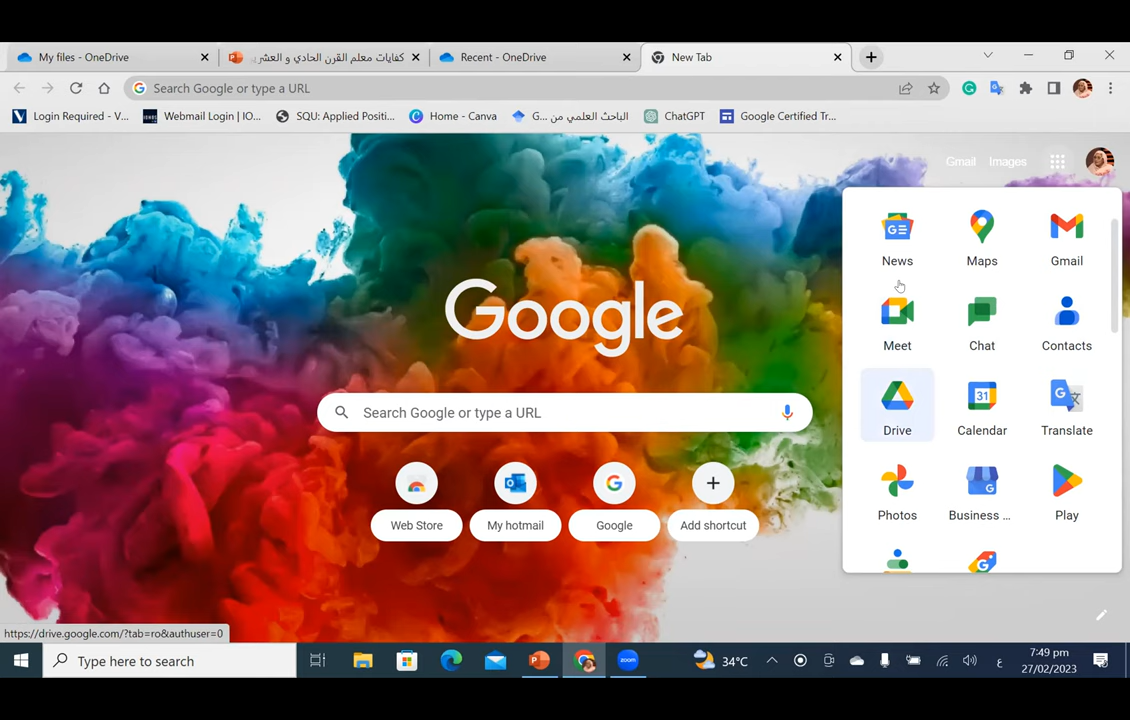 My files - OneDrive
كفايات معلم القرن الحادي و العشري
Recent - OneDrive
New Tab
Search Google or type a URL
Login Required - V...
Webmail Login | IO...
SQU: Applied Positi...
Home - Canva
الباحث العلمي من G...
ChatGPT
Google Certified Tr...
Gmail
Images
Google
Search Google or type a URL
Web Store
My hotmail
Google
Add shortcut
News
Maps
Gmail
Meet
Chat
Contacts
Drive
31
Calendar
Translate
Photos
Business ...
Play
https://drive.google.com/?tab=ro&authuser=0
Type here to search
zoom
34°C
ع
7:49 pm
27/02/2023